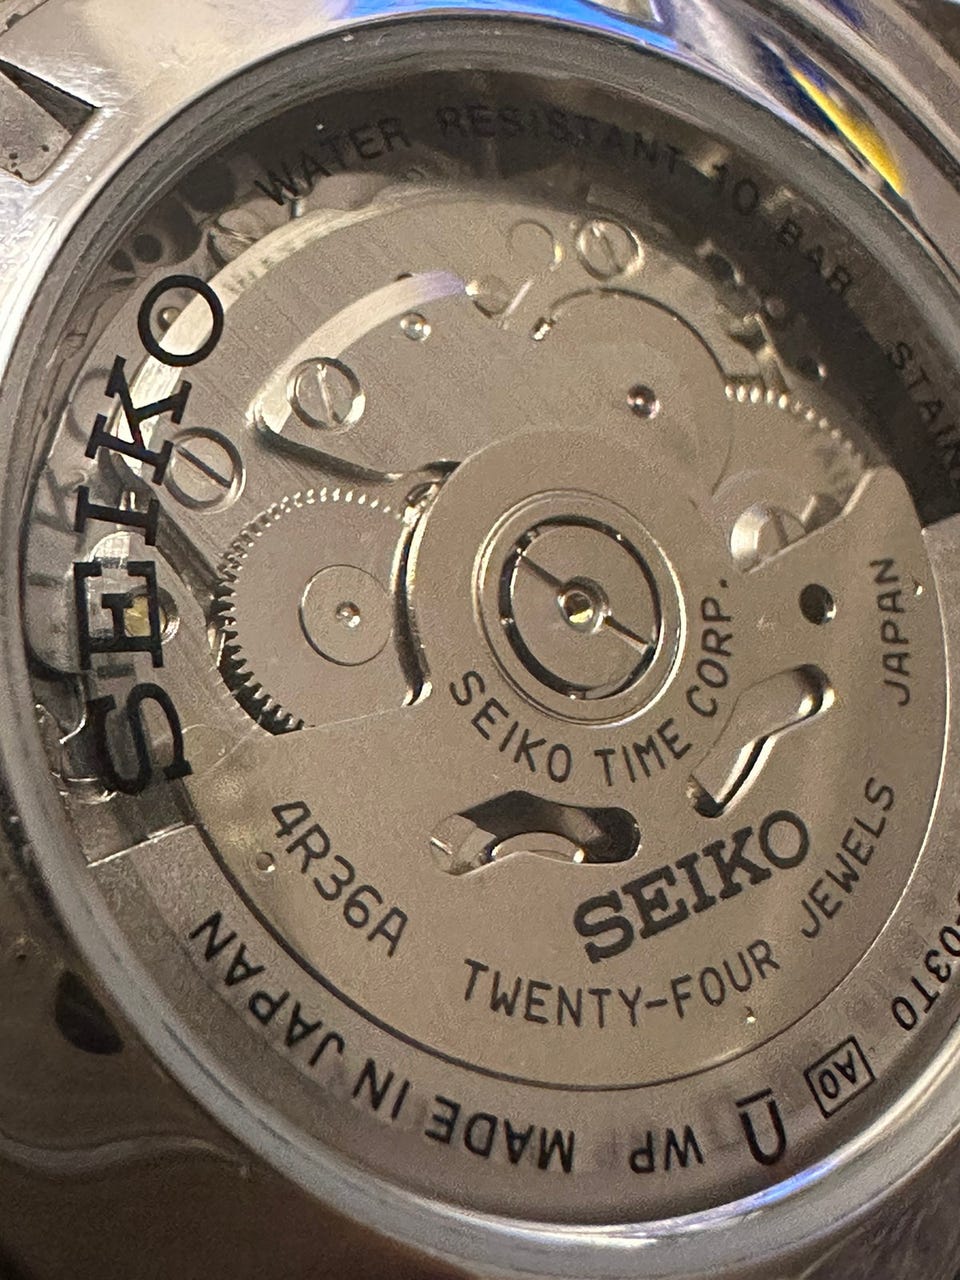 WATER RESISTANT 10 BAR
SEIKO
SEIKO TIME CORP.
JAPAN
4R36A
SEIKO
TWENTY-FOUR JEWELS
MADE IN JAPAN
WP
A0